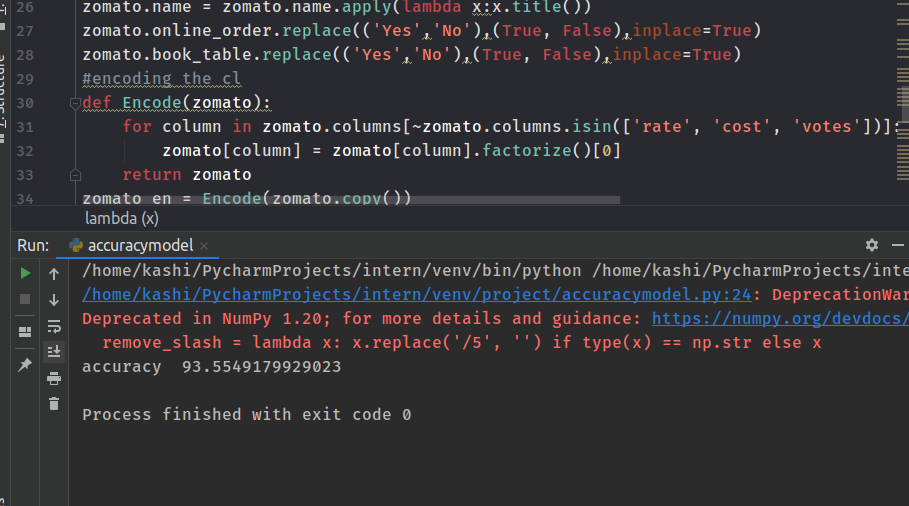 26 zomato.name = zomato.name.apply(lambda x:x.title())
27 zomato.online_order.replace(('Yes','No'),(True, False),inplace=True)
28 zomato.book_table.replace(('Yes','No'),(True, False),inplace=True)
29 #encoding the cl
30 def Encode(zomato):
31 for column in zomato.columns[~zomato.columns.isin(['rate', 'cost', 'votes'])]:
32 zomato[column] = zomato[column].factorize()[0]
33 return zomato
34 zomato_en = Encode(zomato.copy())
lambda (x)
Run: accuracymodel
/home/kashi/PycharmProjects/intern/venv/bin/python /home/kashi/PycharmProjects/inte
/home/kashi/PycharmProjects/intern/venv/project/accuracymodel.py:24: DeprecationWar
Deprecated in NumPy 1.20; for more details and guidance: https://numpy.org/devdocs/
remove_slash = lambda x: x.replace('/5', '') if type(x) == np.str else x
accuracy 93.5549179929023
Process finished with exit code 0